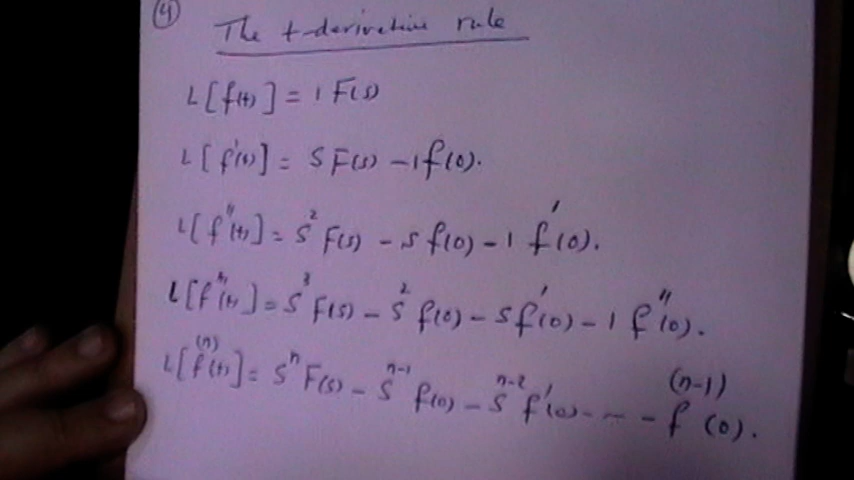 ④
The t-derivative rule
L[f(t)] = 1 F(s)
L[f'(t)] = S F(s) - 1 f(0).
L[f''(t)] = S² F(s) - S f(0) - 1 f'(0).
L[f'''(t)] = S³ F(s) - S² f(0) - S f'(0) - 1 f''(0).
L[f⁽ⁿ⁾(t)] = Sⁿ F(s) - Sⁿ⁻¹ f(0) - Sⁿ⁻² f'(0) - ... - f⁽ⁿ⁻¹⁾(0).